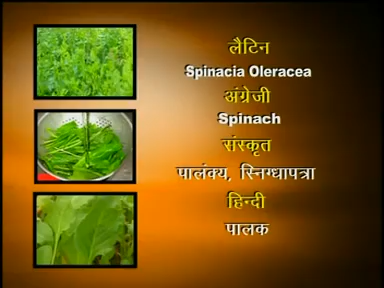 लैटिन
Spinacia Oleracea
अंग्रेजी
Spinach
संस्कृत
पालंक्य, स्निग्धापत्रा
हिन्दी
पालक